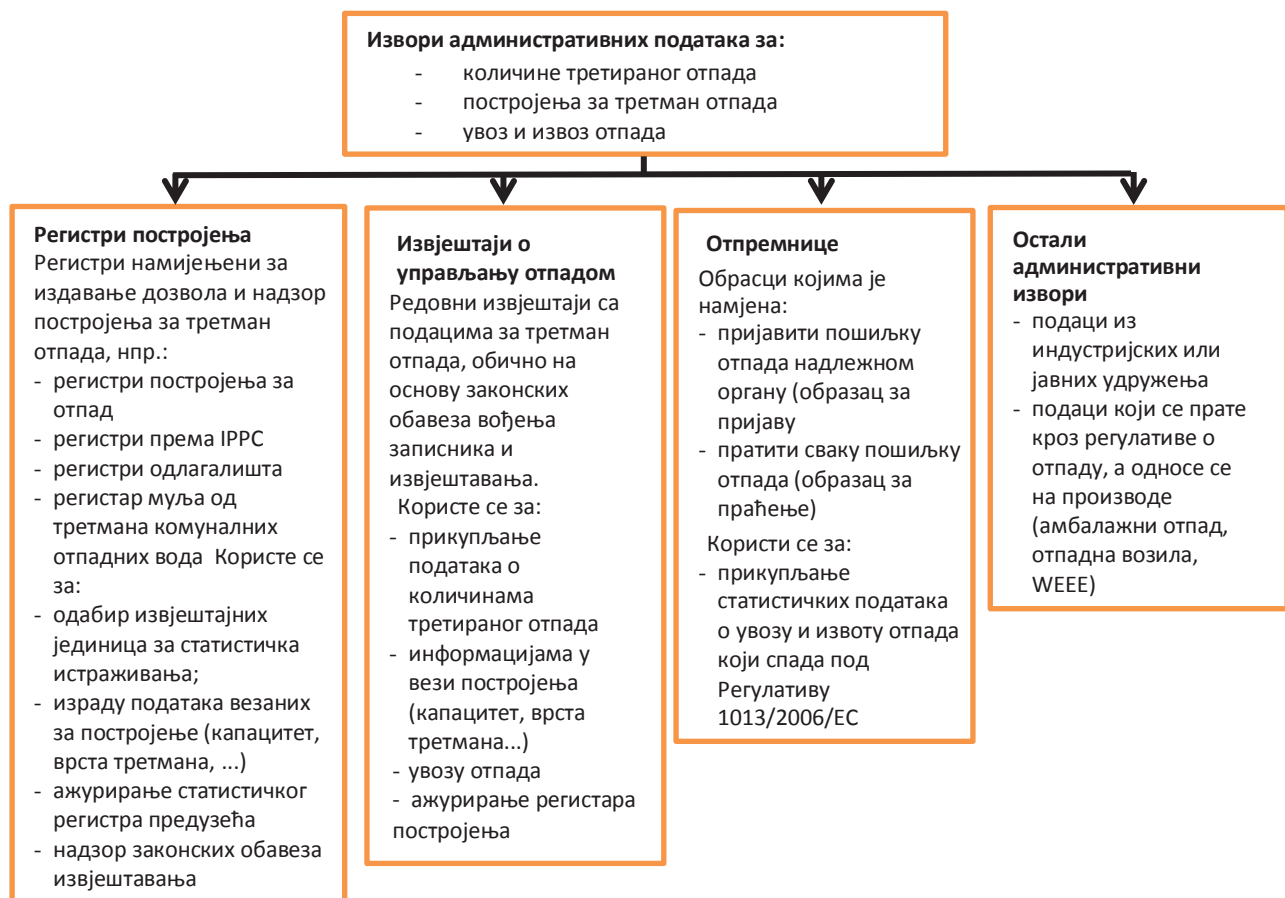 Извори административних података за:
- количине третираног отпада
- постројења за третман отпада
- увоз и извоз отпада
Регистри постројења
Регистри намијењени за
издавање дозвола и надзор
постројења за третман
отпада, нпр.:
- регистри постројења за
отпад
- регистри према IPPC
- регистри одлагалишта
- регистар муља од
третмана комуналних
отпадних вода Користе се
за:
- одабир извјештајних
јединица за статистичка
истраживања;
- израду података везаних
за постројење (капацитет,
врста третмана, ...)
- ажурирање статистичког
регистра предузећа
- надзор законских обавеза
извјештавања
Извјештаји о
управљању отпадом
Редовни извјештаји са
подацима за третман
отпада, обично на
основу законских
обавеза вођења
записника и
извјештавања.
Користе се за:
- прикупљање
података о
количинама
третираног отпада
- информацијама у
вези постројења
(капацитет, врста
третмана...)
- увозу отпада
- ажурирање регистара
постројења
Отпремнице
Обрасци којима је
намјена:
- пријавити пошиљку
отпада надлежном
органу (образац за
пријаву
- пратити сваку пошиљку
отпада (образац за
праћење)
Користи се за:
- прикупљање
статистичких података
о увозу и извоту отпада
који спада под
Регулативу
1013/2006/EC
Остали
административни
извори
- подаци из
индустријских или
јавних удружења
- подаци који се прате
кроз регулативе о
отпаду, а односе се
на производе
(амбалажни отпад,
отпадна возила,
WEEE)